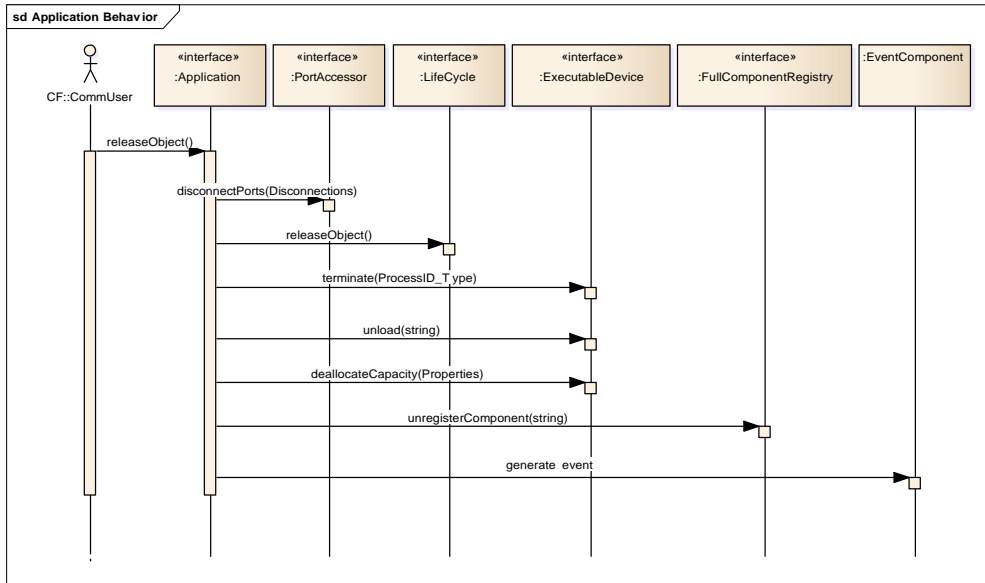 sd Application Behavior
«interface»
:Application
«interface»
:PortAccessor
«interface»
:LifeCycle
«interface»
:ExecutableDevice
«interface»
:FullComponentRegistry
:EventComponent
CF::CommUser
releaseObject()
disconnectPorts(Disconnections)
releaseObject()
terminate(ProcessID_Type)
unload(string)
deallocateCapacity(Properties)
unregisterComponent(string)
generate event